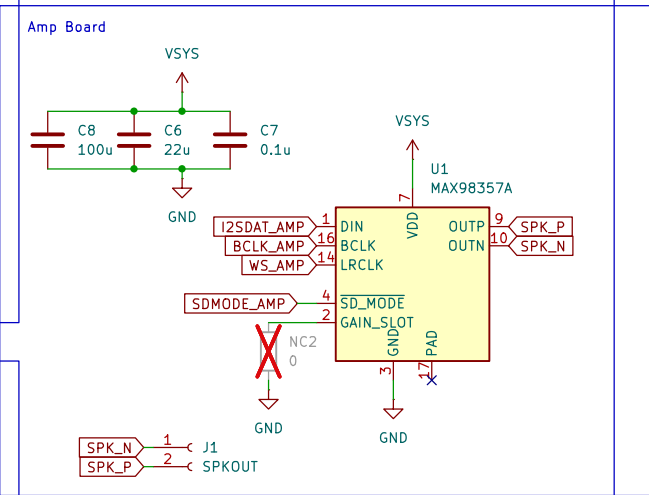 Amp Board
VSYS
C8
100u
C6
22u
C7
0.1u
GND
VSYS
U1
MAX98357A
7
VDD
I2SDAT_AMP
1
DIN
BCLK_AMP
16
BCLK
WS_AMP
14
LRCLK
SDMODE_AMP
4
SD_MODE
2
GAIN_SLOT
OUTP
9
SPK_P
OUTN
10
SPK_N
GND
3
PAD
17
NC2
0
GND
GND
SPK_N
1
J1
SPK_P
2
SPKOUT